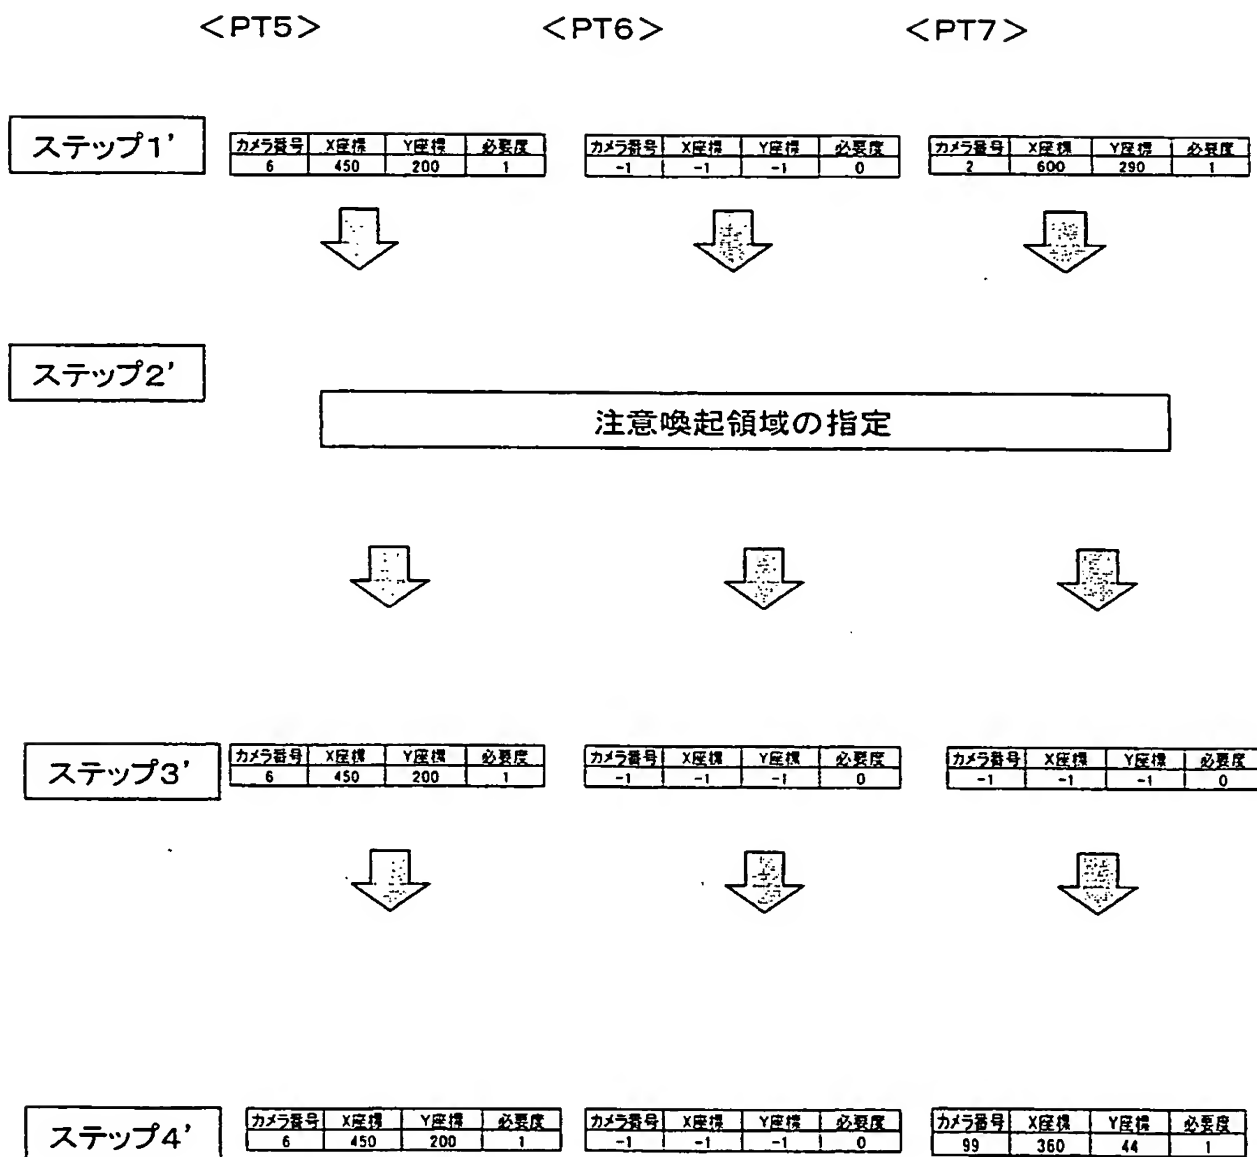 <PT5> <PT6> <PT7>
ステップ1'
カメラ番号 X座標 Y座標 必要度
6 450 200 1
カメラ番号 X座標 Y座標 必要度
-1 -1 -1 0
カメラ番号 X座標 Y座標 必要度
2 600 290 1
ステップ2'
注意喚起領域の指定
ステップ3'
カメラ番号 X座標 Y座標 必要度
6 450 200 1
カメラ番号 X座標 Y座標 必要度
-1 -1 -1 0
カメラ番号 X座標 Y座標 必要度
-1 -1 -1 0
ステップ4'
カメラ番号 X座標 Y座標 必要度
6 450 200 1
カメラ番号 X座標 Y座標 必要度
-1 -1 -1 0
カメラ番号 X座標 Y座標 必要度
99 360 44 1